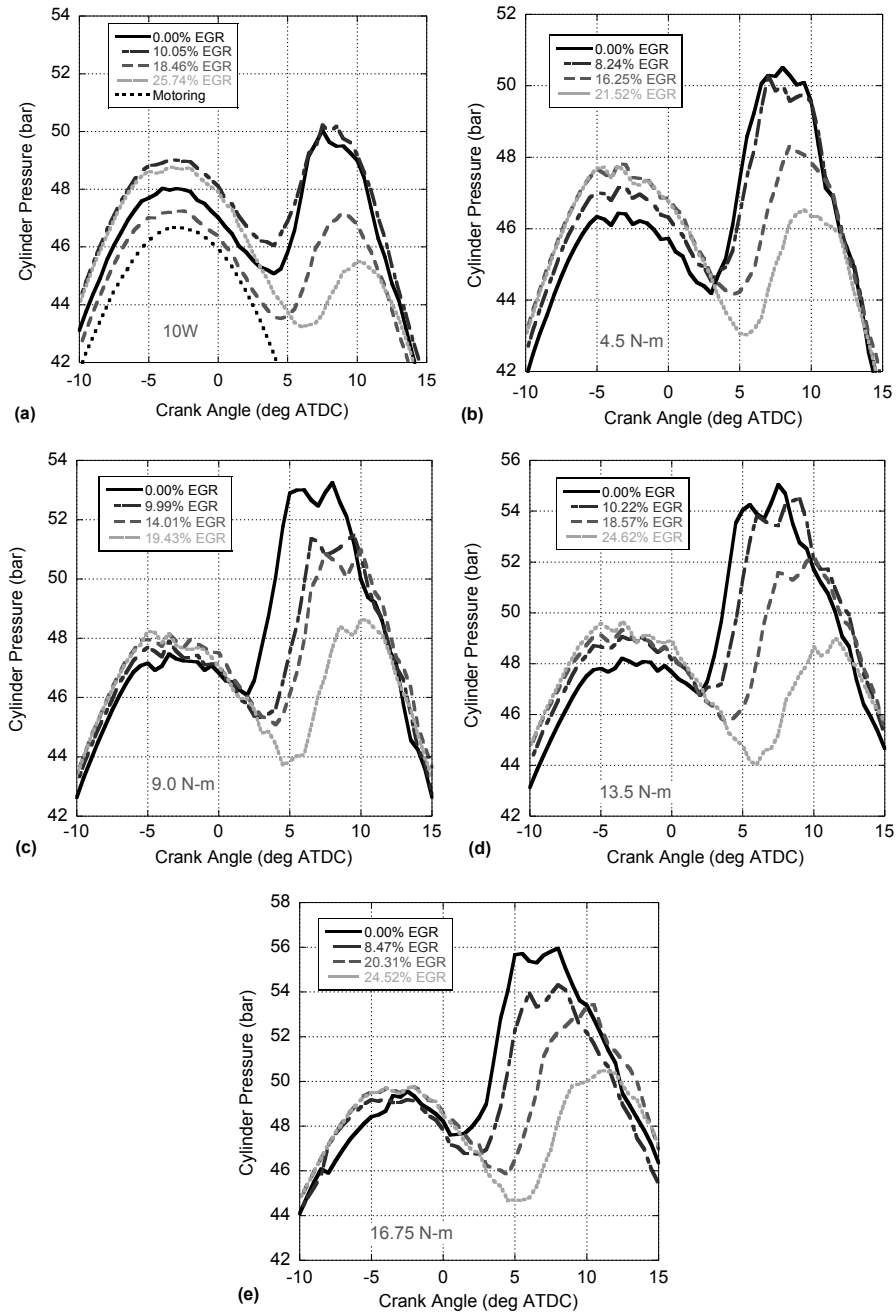 54
52
50
48
46
44
42
Cylinder Pressure (bar)
0.00% EGR
10.05% EGR
18.46% EGR
25.74% EGR
Motoring
10W
-10 -5 0 5 10 15
Crank Angle (deg ATDC)
(a)
52
50
48
46
44
42
Cylinder Pressure (bar)
0.00% EGR
8.24% EGR
16.25% EGR
21.52% EGR
4.5 N-m
-10 -5 0 5 10 15
Crank Angle (deg ATDC)
(b)
54
52
50
48
46
44
42
Cylinder Pressure (bar)
0.00% EGR
9.99% EGR
14.01% EGR
19.43% EGR
9.0 N-m
-10 -5 0 5 10 15
Crank Angle (deg ATDC)
(c)
56
54
52
50
48
46
44
42
Cylinder Pressure (bar)
0.00% EGR
10.22% EGR
18.57% EGR
24.62% EGR
13.5 N-m
-10 -5 0 5 10 15
Crank Angle (deg ATDC)
(d)
58
56
54
52
50
48
46
44
42
Cylinder Pressure (bar)
0.00% EGR
8.47% EGR
20.31% EGR
24.52% EGR
16.75 N-m
-10 -5 0 5 10 15
Crank Angle (deg ATDC)
(e)